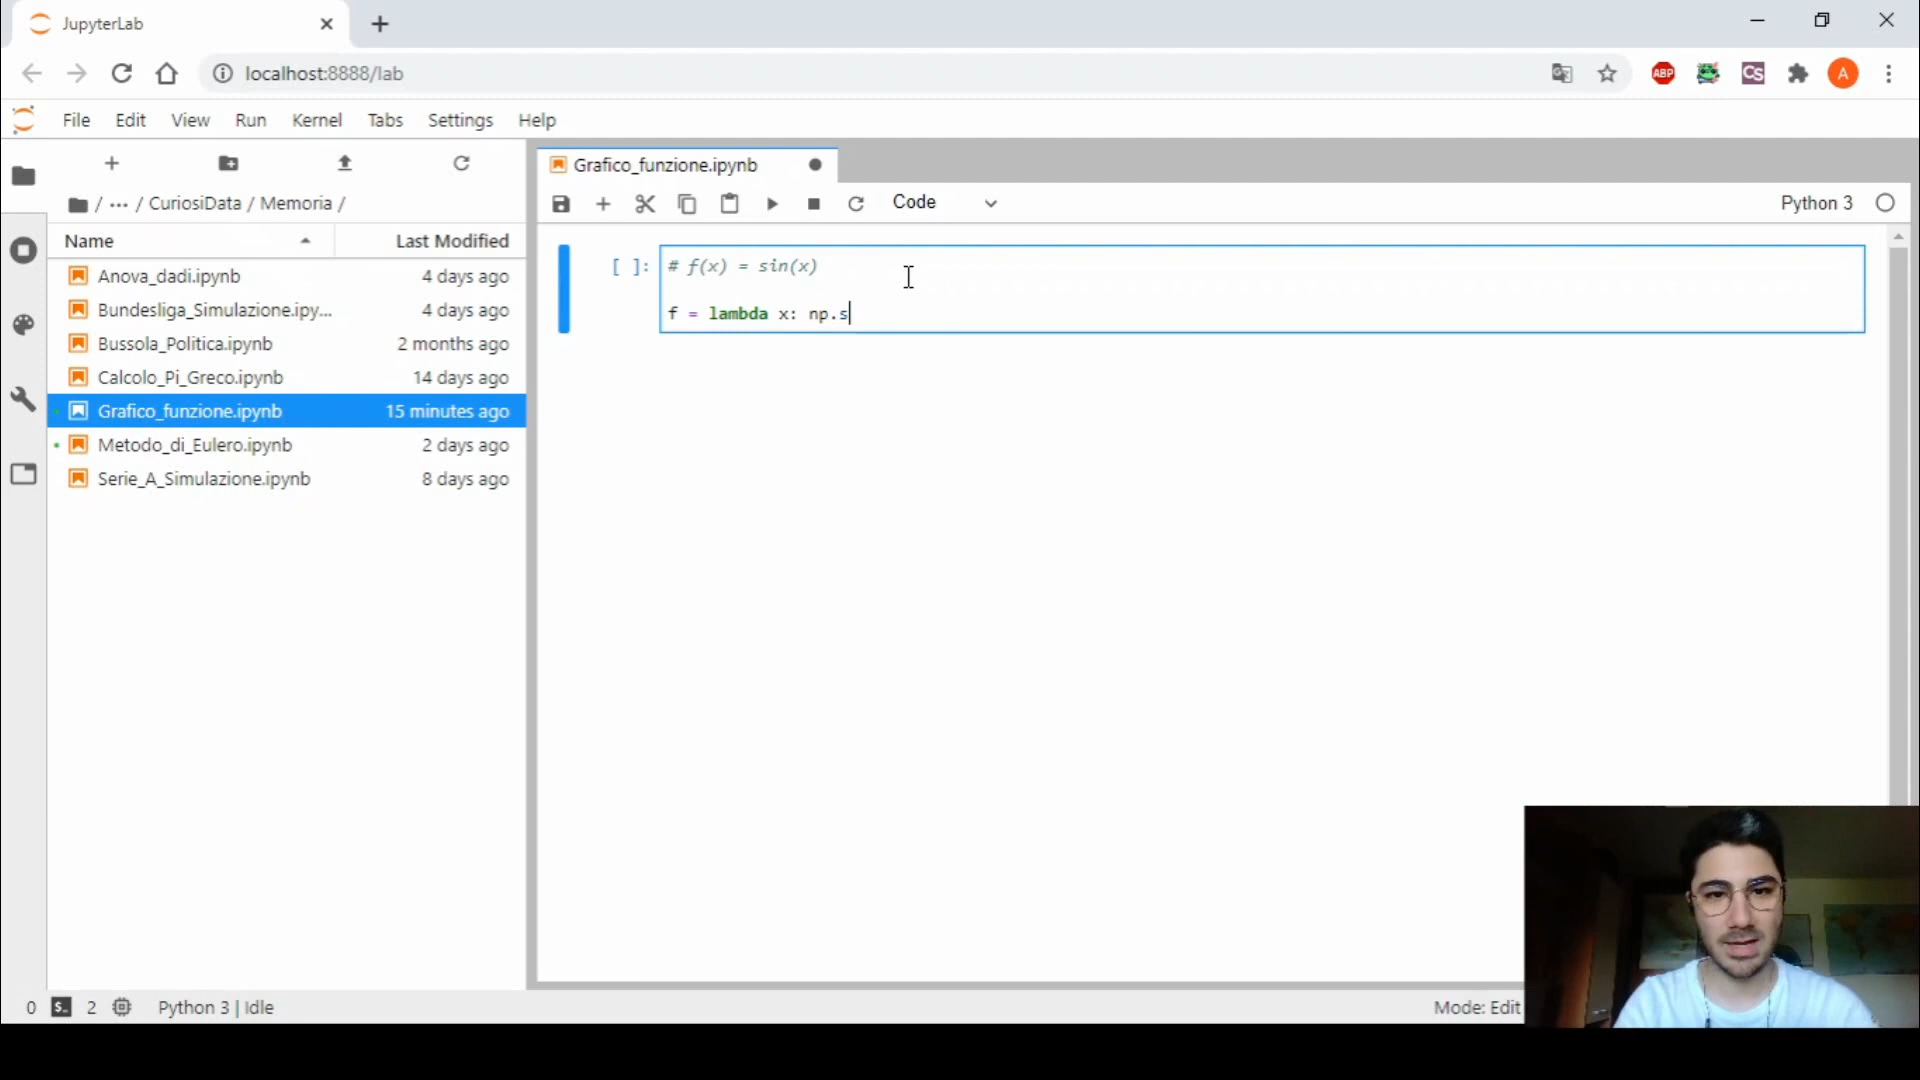 JupyterLab
localhost:8888/lab
ABP
CS
A
File Edit View Run Kernel Tabs Settings Help
/ ··· / CuriosiData / Memoria /
Name Last Modified
Anova_dadi.ipynb 4 days ago
Bundesliga_Simulazione.ipy... 4 days ago
Bussola_Politica.ipynb 2 months ago
Calcolo_Pi_Greco.ipynb 14 days ago
Grafico_funzione.ipynb 15 minutes ago
Metodo_di_Eulero.ipynb 2 days ago
Serie_A_Simulazione.ipynb 8 days ago
Grafico_funzione.ipynb
Code
Python 3
[ ]: # f(x) = sin(x)
f = lambda x: np.s
0 $_ 2 Python 3 | Idle
Mode: Edit